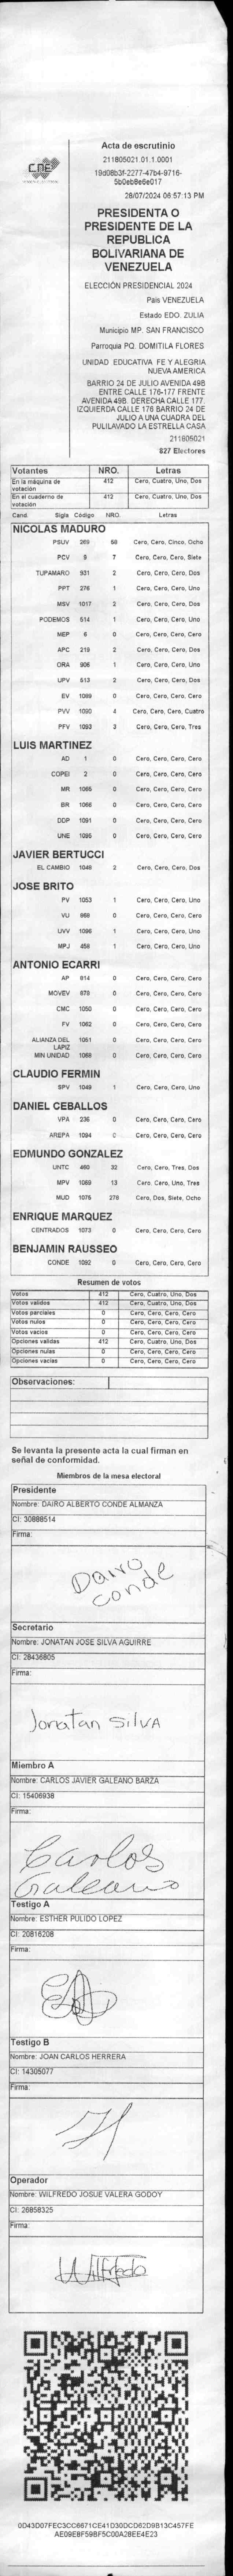 CNE
Acta de escrutinio
211805021.01.1.0001
19d08b3f-2277-47b4-9716-
5b0eb8e6e017
28/07/2024 06:57:13 PM
PRESIDENTA O
PRESIDENTE DE LA
REPUBLICA
BOLIVARIANA DE
VENEZUELA
ELECCIÓN PRESIDENCIAL 2024
Pais VENEZUELA
Estado EDO. ZULIA
Municipio MP. SAN FRANCISCO
Parroquia PQ. DOMITILA FLORES
UNIDAD EDUCATIVA FE Y ALEGRIA
NUEVA AMERICA
BARRIO 24 DE JULIO AVENIDA 49B
ENTRE CALLE 176-177 FRENTE
AVENIDA 49B. DERECHA CALLE 177.
IZQUIERDA CALLE 176 BARRIO 24 DE
JULIO A UNA CUADRA DEL
PULILAVADO LA ESTRELLA CASA
211805021
827 Electores
Votantes NRO. Letras
En la máquina de votación 412 Cero, Cuatro, Uno, Dos
En el cuaderno de votación 412 Cero, Cuatro, Uno, Dos
Cand. Sigla Código NRO. Letras
NICOLAS MADURO
PSUV 269 58 Cero, Cero, Cinco, Ocho
PCV 9 7 Cero, Cero, Cero, Siete
TUPAMARO 931 2 Cero, Cero, Cero, Dos
PPT 276 1 Cero, Cero, Cero, Uno
MSV 1017 2 Cero, Cero, Cero, Dos
PODEMOS 514 1 Cero, Cero, Cero, Uno
MEP 6 0 Cero, Cero, Cero, Cero
APC 219 2 Cero, Cero, Cero, Dos
ORA 906 1 Cero, Cero, Cero, Uno
UPV 513 2 Cero, Cero, Cero, Dos
EV 1089 0 Cero, Cero, Cero, Cero
PVV 1090 4 Cero, Cero, Cero, Cuatro
PFV 1093 3 Cero, Cero, Cero, Tres
LUIS MARTINEZ
AD 1 0 Cero, Cero, Cero, Cero
COPEI 2 0 Cero, Cero, Cero, Cero
MR 1065 0 Cero, Cero, Cero, Cero
BR 1066 0 Cero, Cero, Cero, Cero
DDP 1091 0 Cero, Cero, Cero, Cero
UNE 1095 0 Cero, Cero, Cero, Cero
JAVIER BERTUCCI
EL CAMBIO 1048 2 Cero, Cero, Cero, Dos
JOSE BRITO
PV 1053 1 Cero, Cero, Cero, Uno
VU 868 0 Cero, Cero, Cero, Cero
UVV 1096 1 Cero, Cero, Cero, Uno
MPJ 458 1 Cero, Cero, Cero, Uno
ANTONIO ECARRI
AP 814 0 Cero, Cero, Cero, Cero
MOVEV 879 0 Cero, Cero, Cero, Cero
CMC 1050 0 Cero, Cero, Cero, Cero
FV 1062 0 Cero, Cero, Cero, Cero
ALIANZA DEL LAPIZ 1061 0 Cero, Cero, Cero, Cero
MIN UNIDAD 1068 0 Cero, Cero, Cero, Cero
CLAUDIO FERMIN
SPV 1049 1 Cero, Cero, Cero, Uno
DANIEL CEBALLOS
VPA 236 0 Cero, Cero, Cero, Cero
AREPA 1094 0 Cero, Cero, Cero, Cero
EDMUNDO GONZALEZ
UNTC 460 32 Cero, Cero, Tres, Dos
MPV 1069 13 Cero, Cero, Uno, Tres
MUD 1075 278 Cero, Dos, Siete, Ocho
ENRIQUE MARQUEZ
CENTRADOS 1073 0 Cero, Cero, Cero, Cero
BENJAMIN RAUSSEO
CONDE 1092 0 Cero, Cero, Cero, Cero
Resumen de votos
Votos 412 Cero, Cuatro, Uno, Dos
Votos validos 412 Cero, Cuatro, Uno, Dos
Votos parciales 0 Cero, Cero, Cero, Cero
Votos nulos 0 Cero, Cero, Cero, Cero
Votos vacios 0 Cero, Cero, Cero, Cero
Opciones validas 412 Cero, Cuatro, Uno, Dos
Opciones nulas 0 Cero, Cero, Cero, Cero
Opciones vacias 0 Cero, Cero, Cero, Cero
Observaciones:
Se levanta la presente acta la cual firman en
señal de conformidad.
Miembros de la mesa electoral
Presidente
Nombre: DAIRO ALBERTO CONDE ALMANZA
CI: 30888514
Firma:
Dairo
Conde
Secretario
Nombre: JONATAN JOSE SILVA AGUIRRE
CI: 28436805
Firma:
Jonatan SilVA
Miembro A
Nombre: CARLOS JAVIER GALEANO BARZA
CI: 15406938
Firma:
Carlos
Galeano
Testigo A
Nombre: ESTHER PULIDO LOPEZ
CI: 20816208
Firma:
Testigo B
Nombre: JOAN CARLOS HERRERA
CI: 14305077
Firma:
Operador
Nombre: WILFREDO JOSUE VALERA GODOY
CI: 26858325
Firma:
Wilfredo
0D43D07FEC3CC6671CE41D30DCD62D9B13C457FE
AE09E8F59BF5C00A28EE4E23